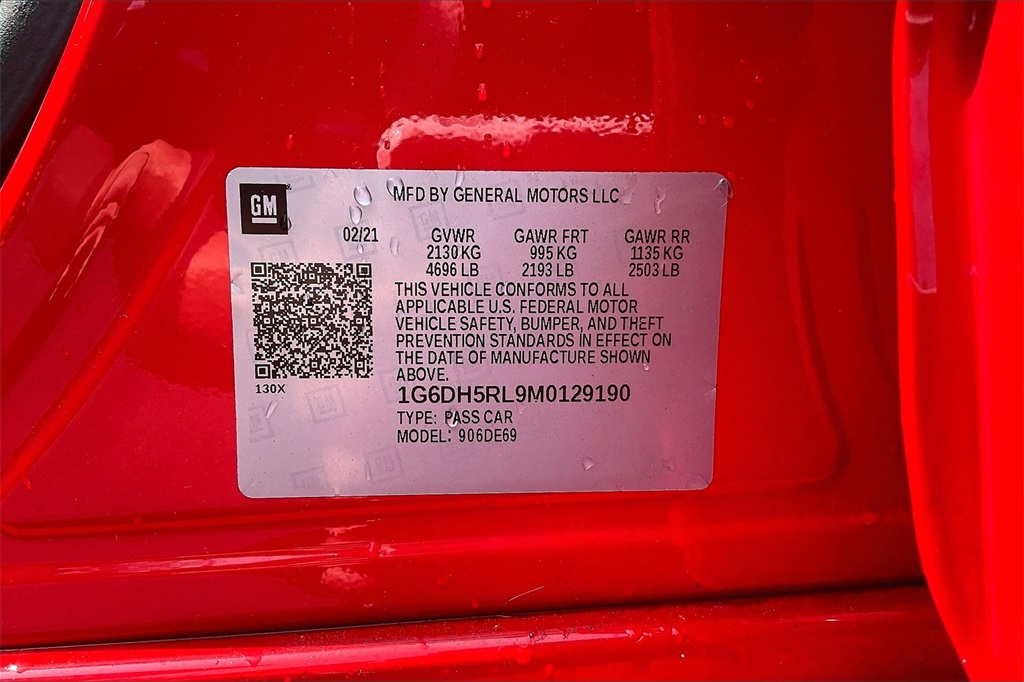 GM
MFD BY GENERAL MOTORS LLC
02/21 GVWR GAWR FRT GAWR RR
2130 KG 995 KG 1135 KG
4696 LB 2193 LB 2503 LB
THIS VEHICLE CONFORMS TO ALL
APPLICABLE U.S. FEDERAL MOTOR
VEHICLE SAFETY, BUMPER, AND THEFT
PREVENTION STANDARDS IN EFFECT ON
THE DATE OF MANUFACTURE SHOWN
ABOVE.
130X
1G6DH5RL9M0129190
TYPE: PASS CAR
MODEL: 906DE69